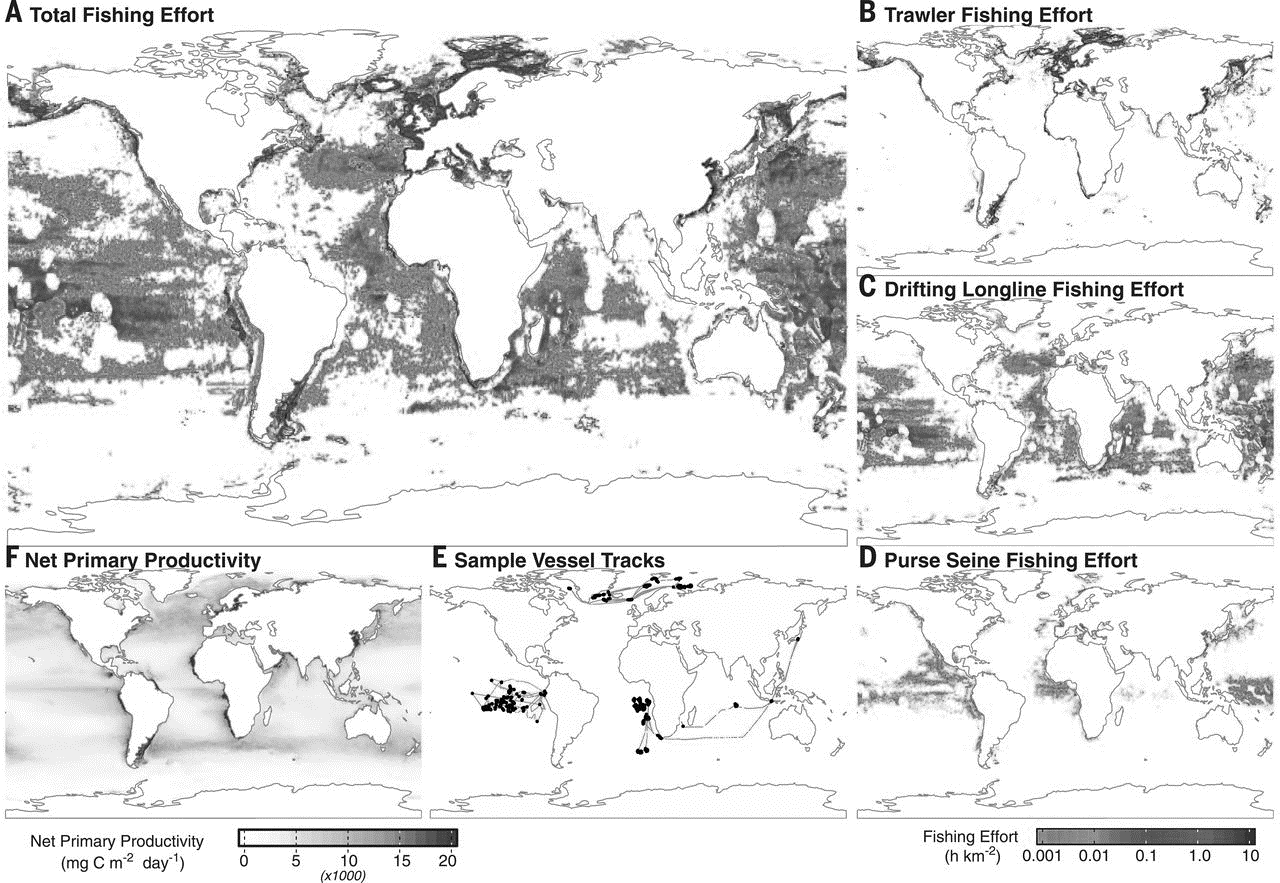 A Total Fishing Effort
B Trawler Fishing Effort
C Drifting Longline Fishing Effort
F Net Primary Productivity
E Sample Vessel Tracks
D Purse Seine Fishing Effort
Net Primary Productivity
(mg C m⁻² day⁻¹)
0 5 10 15 20
(x1000)
Fishing Effort
(h km⁻²)
0.001 0.01 0.1 1.0 10